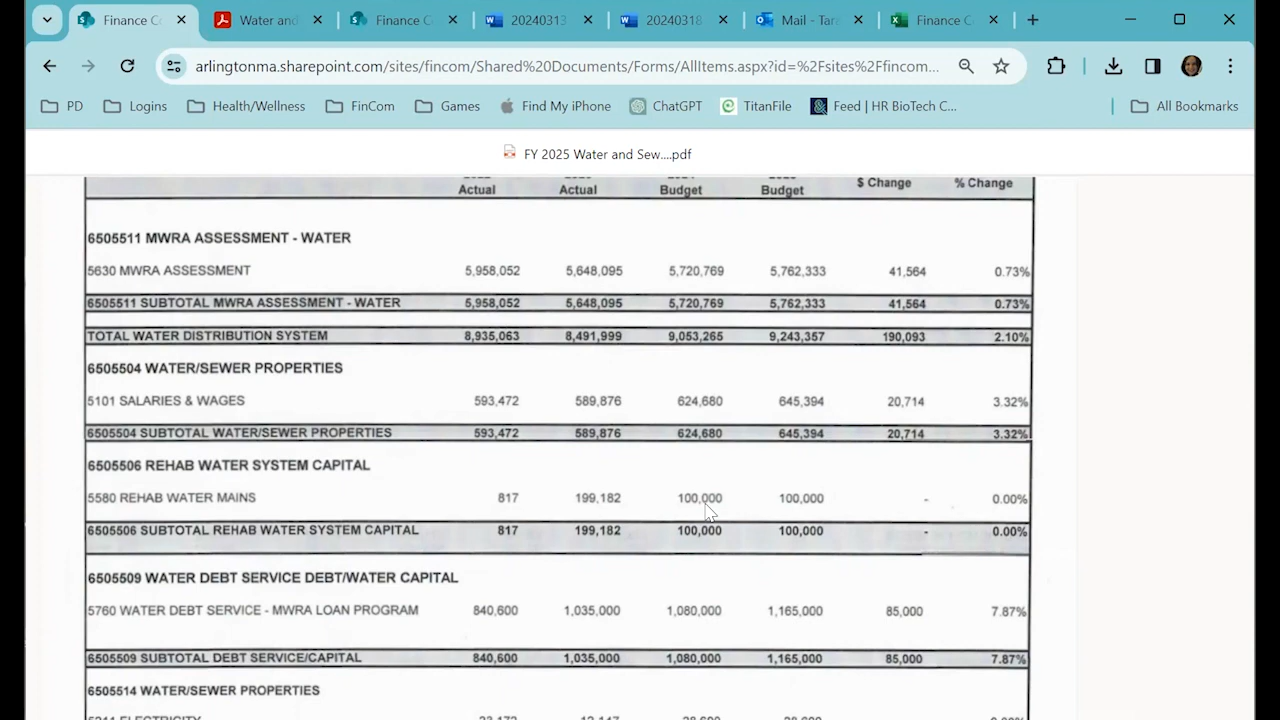 Finance Co
Water and
Finance C
20240313
20240318
Mail - Tar
Finance C
arlingtonma.sharepoint.com/sites/fincom/Shared%20Documents/Forms/AllItems.aspx?id=%2Fsites%2Ffincom...
PD Logins Health/Wellness FinCom Games Find My iPhone ChatGPT TitanFile Feed | HR BioTech C... All Bookmarks
FY 2025 Water and Sew....pdf
Actual Actual Budget Budget $ Change % Change
6505511 MWRA ASSESSMENT - WATER
5630 MWRA ASSESSMENT 5,958,052 5,648,095 5,720,769 5,762,333 41,564 0.73%
6505511 SUBTOTAL MWRA ASSESSMENT - WATER 5,958,052 5,648,095 5,720,769 5,762,333 41,564 0.73%
TOTAL WATER DISTRIBUTION SYSTEM 8,935,063 8,491,999 9,053,265 9,243,357 190,093 2.10%
6505504 WATER/SEWER PROPERTIES
5101 SALARIES & WAGES 593,472 589,876 624,680 645,394 20,714 3.32%
6505504 SUBTOTAL WATER/SEWER PROPERTIES 593,472 589,876 624,680 645,394 20,714 3.32%
6505506 REHAB WATER SYSTEM CAPITAL
5580 REHAB WATER MAINS 817 199,182 100,000 100,000 - 0.00%
6505506 SUBTOTAL REHAB WATER SYSTEM CAPITAL 817 199,182 100,000 100,000 - 0.00%
6505509 WATER DEBT SERVICE DEBT/WATER CAPITAL
5760 WATER DEBT SERVICE - MWRA LOAN PROGRAM 840,600 1,035,000 1,080,000 1,165,000 85,000 7.87%
6505509 SUBTOTAL DEBT SERVICE/CAPITAL 840,600 1,035,000 1,080,000 1,165,000 85,000 7.87%
6505514 WATER/SEWER PROPERTIES